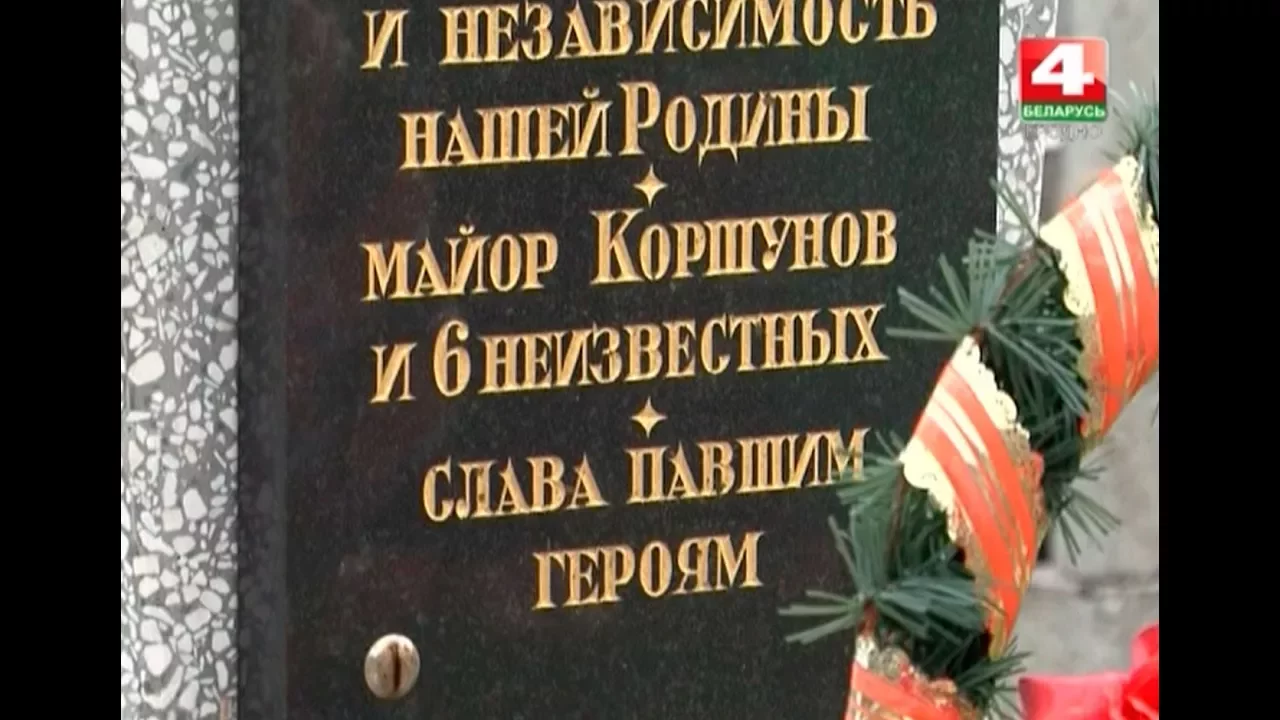 и независимость
нашей Родины
майор Коршунов
и 6 неизвестных
слава павшим
героям
4
БЕЛАРУСЬ